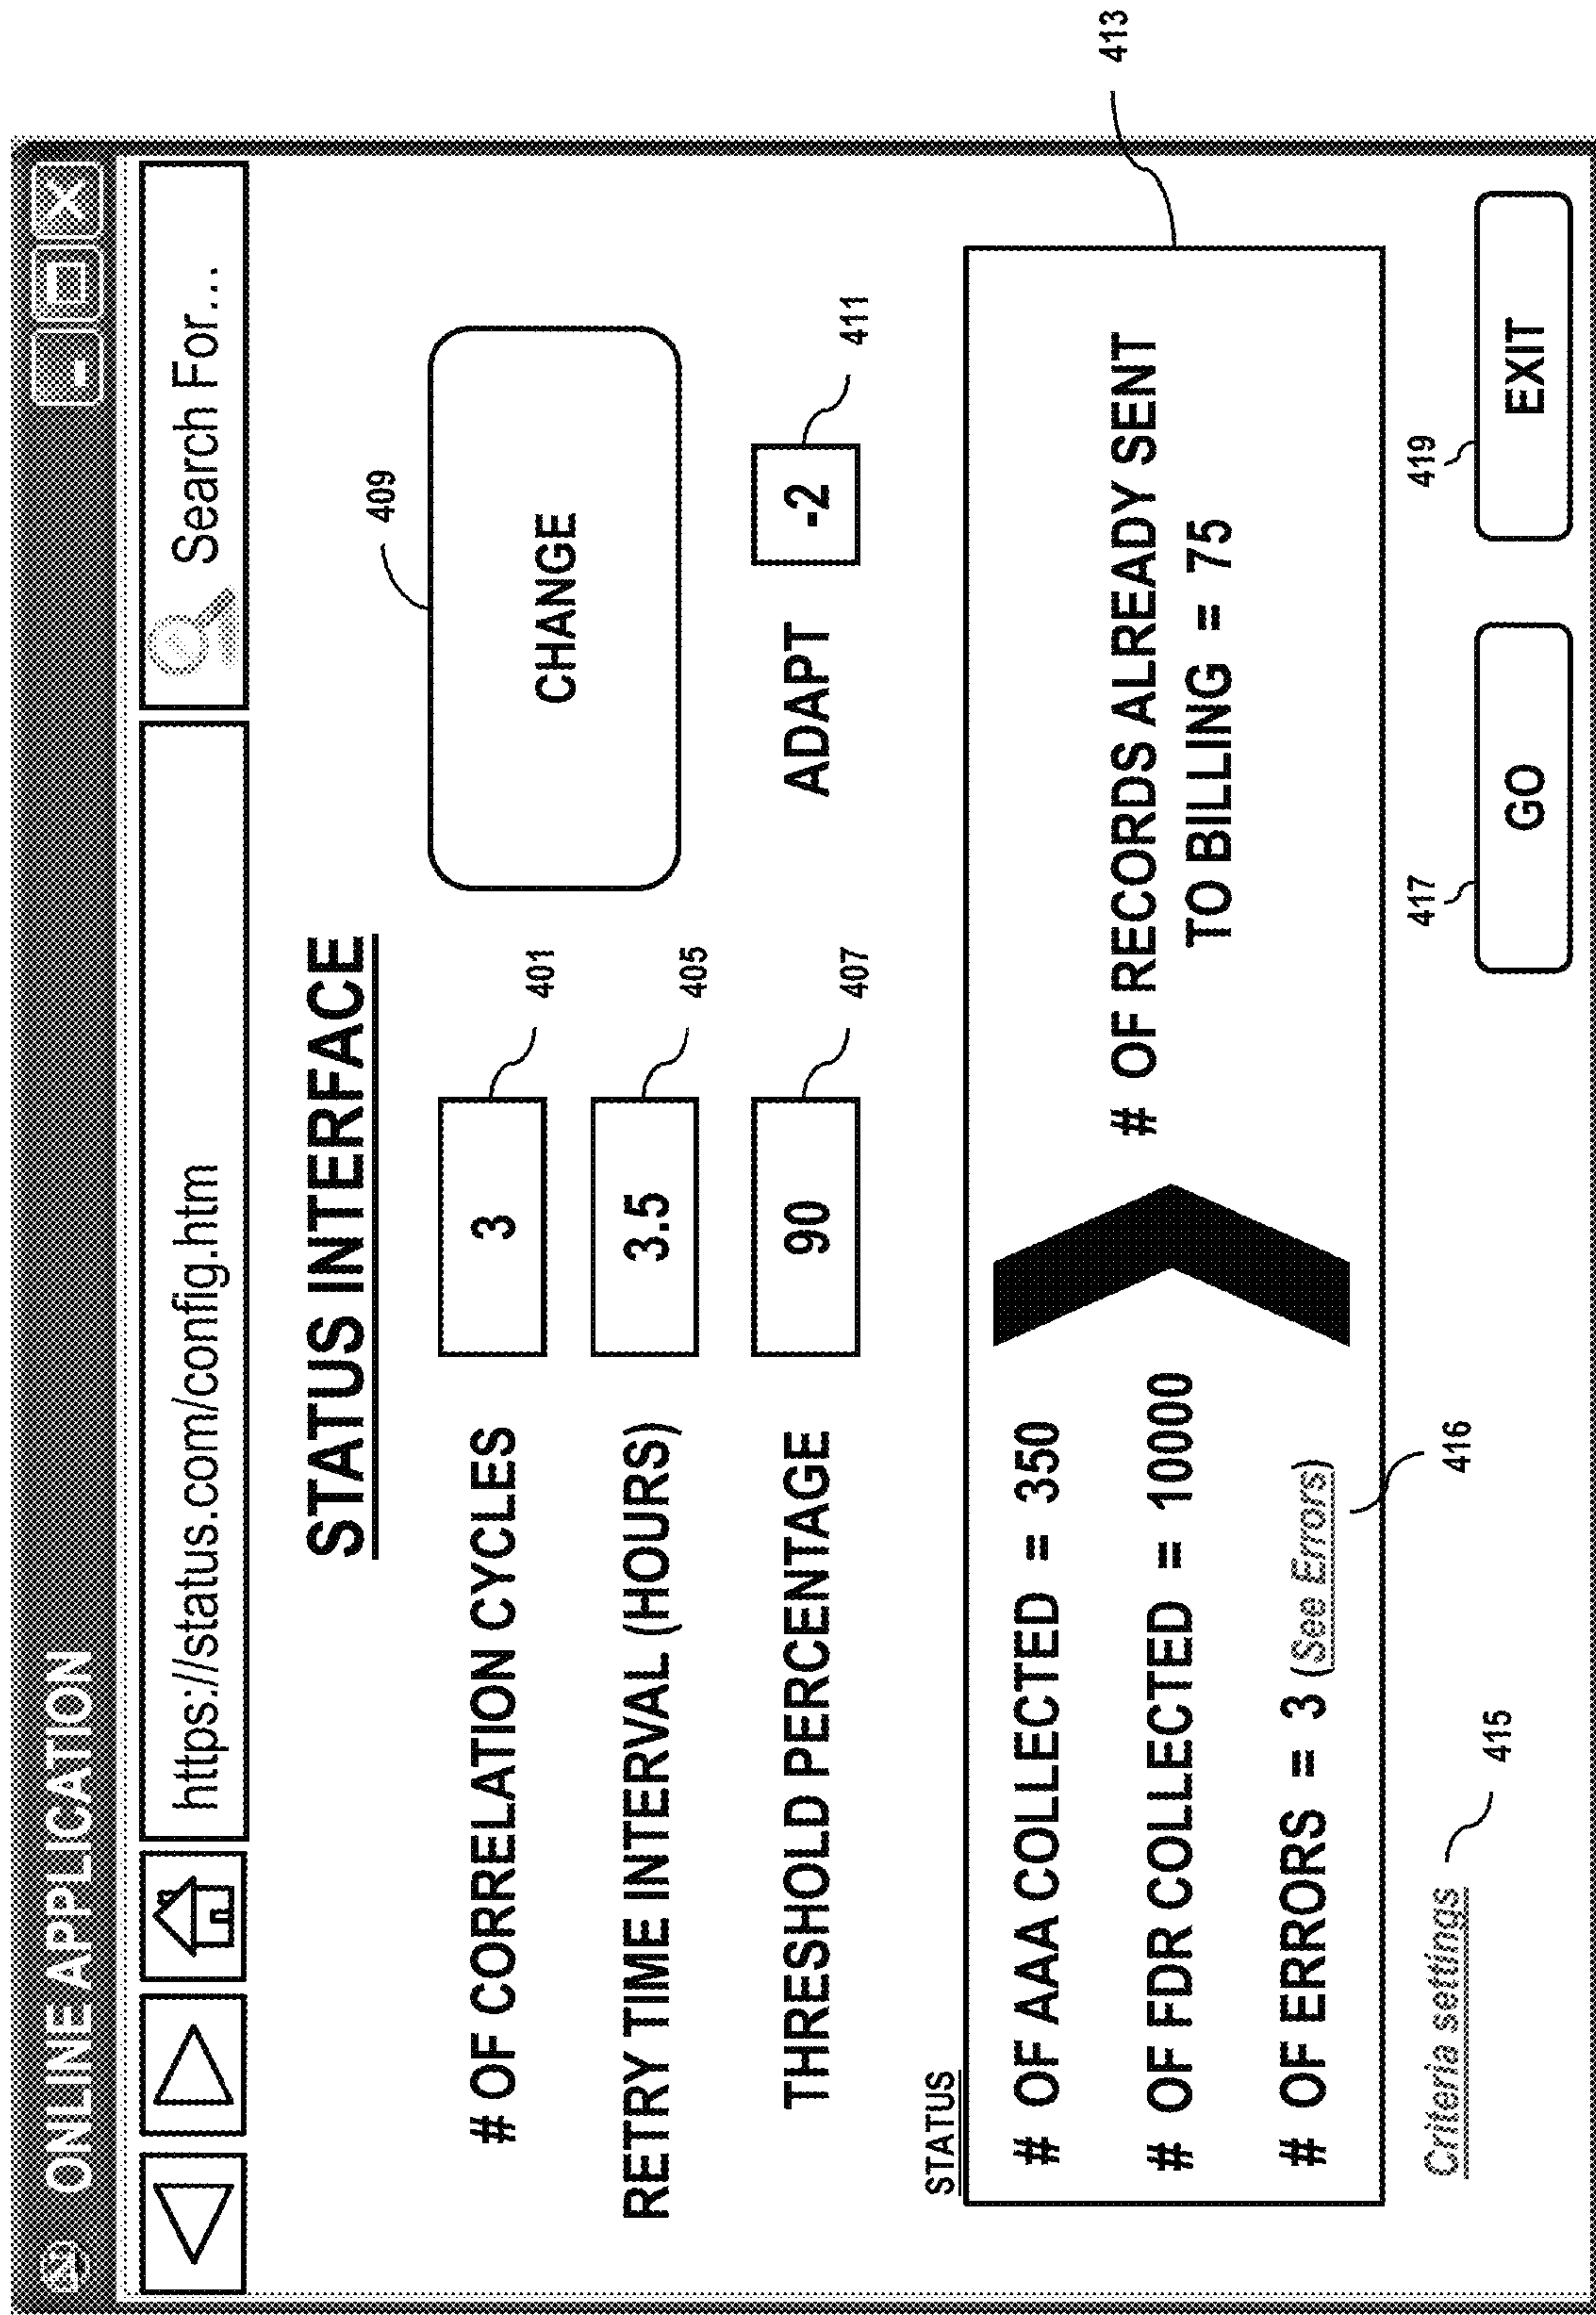 ONLINE APPLICATION
https://status.com/config.htm
Search For...
STATUS INTERFACE
# OF CORRELATION CYCLES 3 401
CHANGE 409
RETRY TIME INTERVAL (HOURS) 3.5 405
THRESHOLD PERCENTAGE 90 407
ADAPT -2 411
STATUS
# OF AAA COLLECTED = 350
# OF FDR COLLECTED = 10000
# OF ERRORS = 3 (See Errors)
# OF RECORDS ALREADY SENT
TO BILLING = 75
413
416
Criteria settings 415
417 GO
419 EXIT